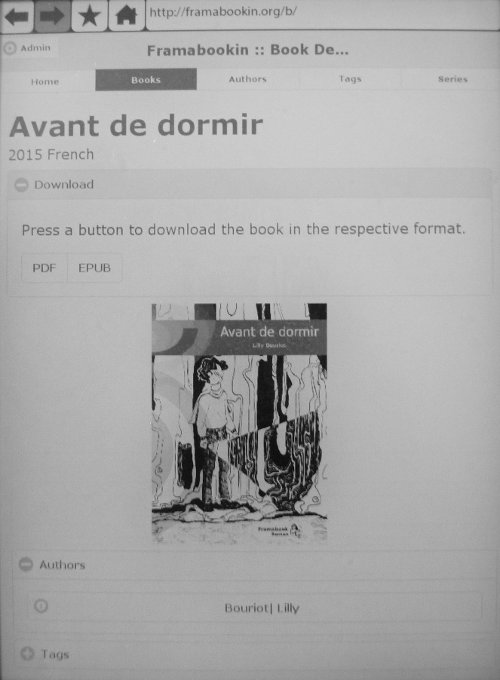 http://framabookin.org/b/
Admin
Framabookin :: Book De...
Home Books Authors Tags Series
Avant de dormir
2015 French
Download
Press a button to download the book in the respective format.
PDF EPUB
Avant de dormir
Lilly Bouriot
Framabook
Roman
Authors
Bouriot| Lilly
Tags